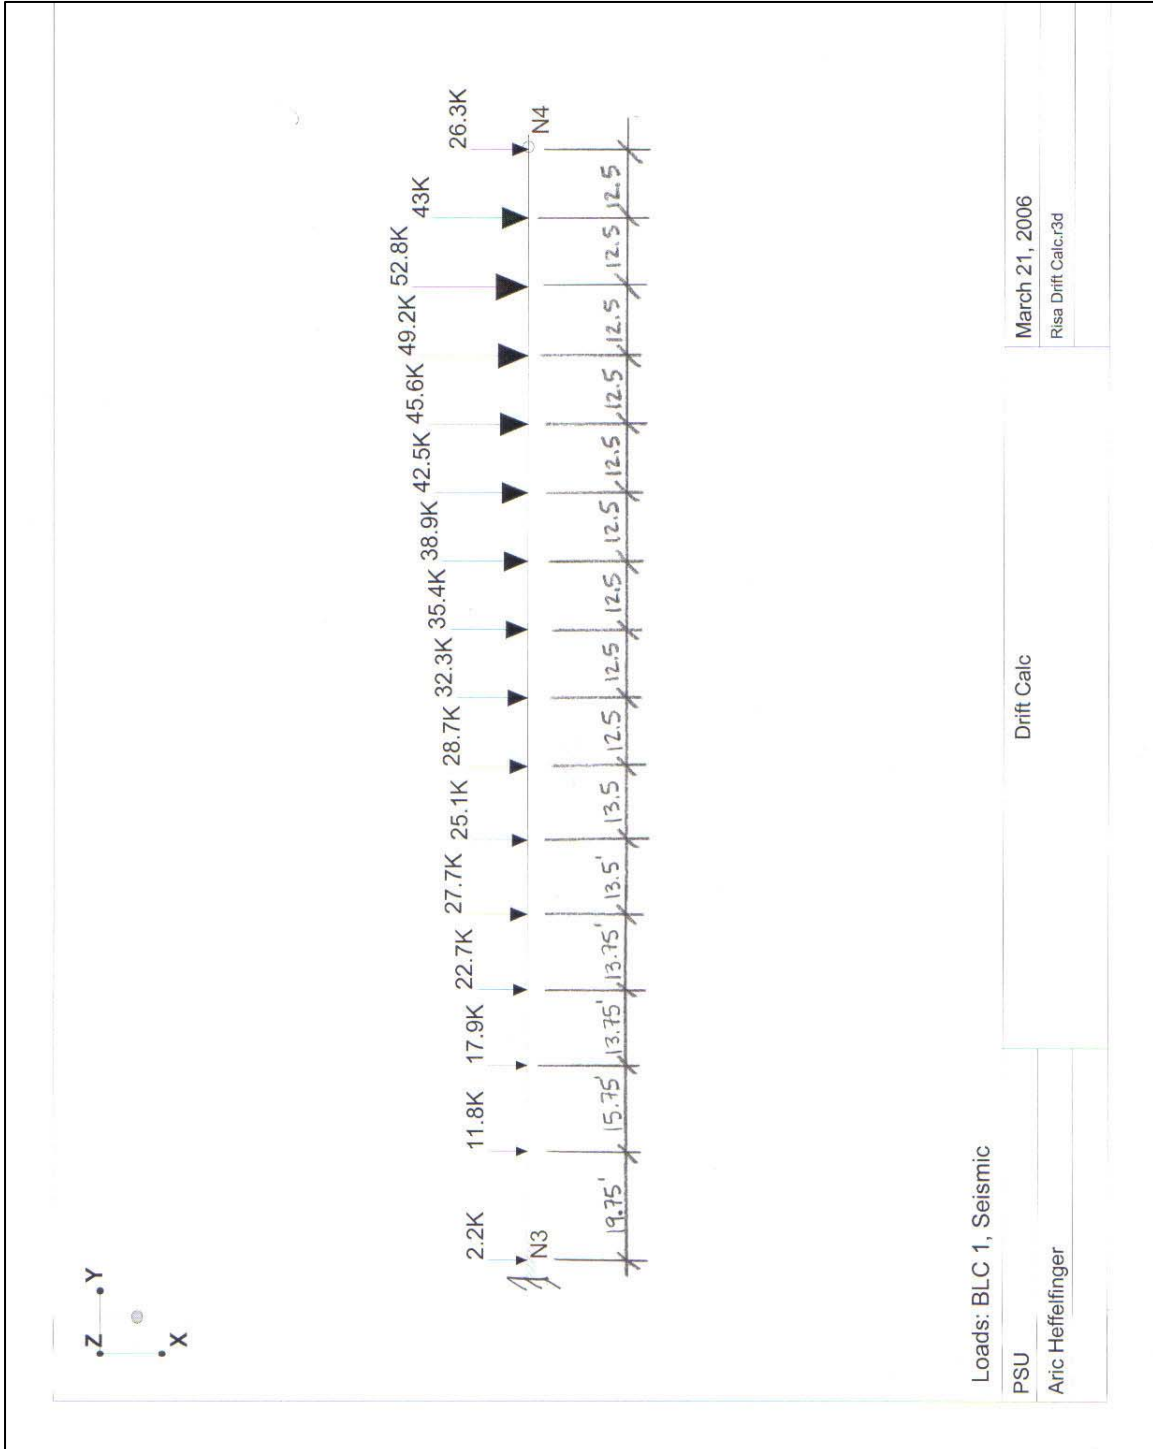 Z Y
X
2.2K 11.8K 17.9K 22.7K 27.7K 25.1K 28.7K 32.3K 35.4K 38.9K 42.5K 45.6K 49.2K 52.8K 43K 26.3K
N3 N4
19.75' 15.75' 13.75' 13.75' 13.5' 13.5 12.5 12.5 12.5 12.5 12.5 12.5 12.5 12.5 12.5
Loads: BLC 1, Seismic
PSU
Aric Heffelfinger
Drift Calc
March 21, 2006
Risa Drift Calc.r3d